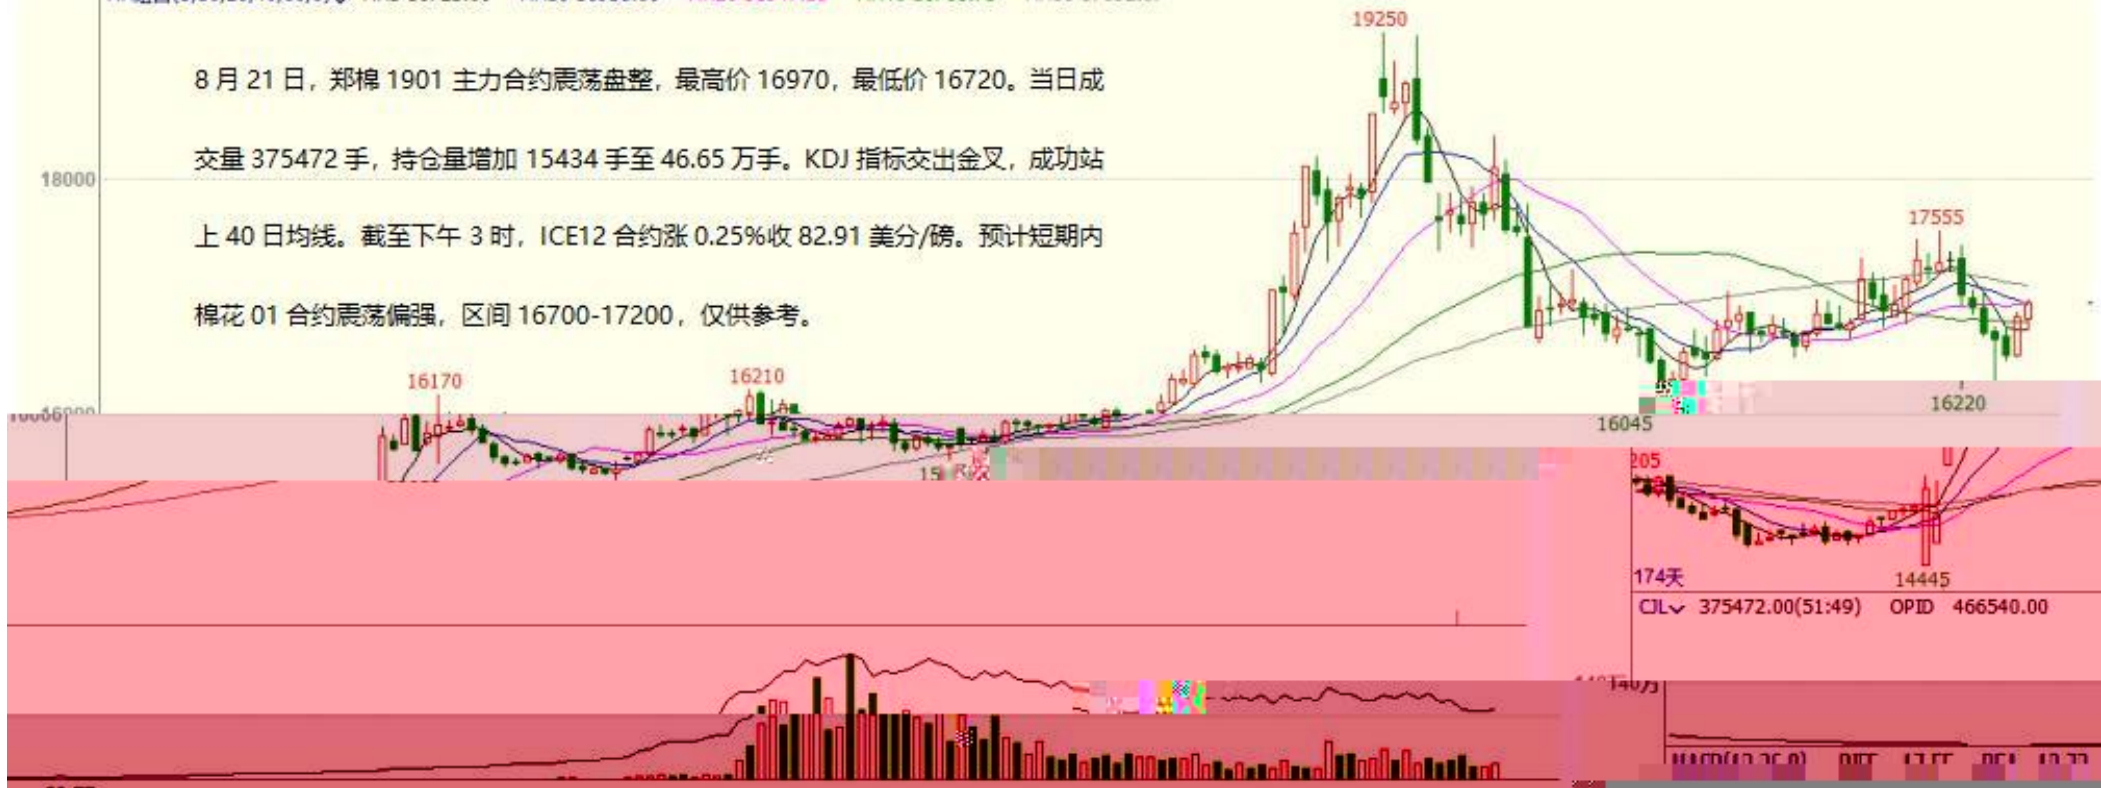 19250
8 月 21 日，郑棉 1901 主力合约震荡盘整，最高价 16970，最低价 16720。当日成
交量 375472 手，持仓量增加 15434 手至 46.65 万手。KDJ 指标交出金叉，成功站
18000
上 40 日均线。截至下午 3 时，ICE12 合约涨 0.25%收 82.91 美分/磅。预计短期内
17555
棉花 01 合约震荡偏强，区间 16700-17200，仅供参考。
16170
16210
16220
16045
205
174天
14445
CJL 375472.00(51:49) OPID 466540.00